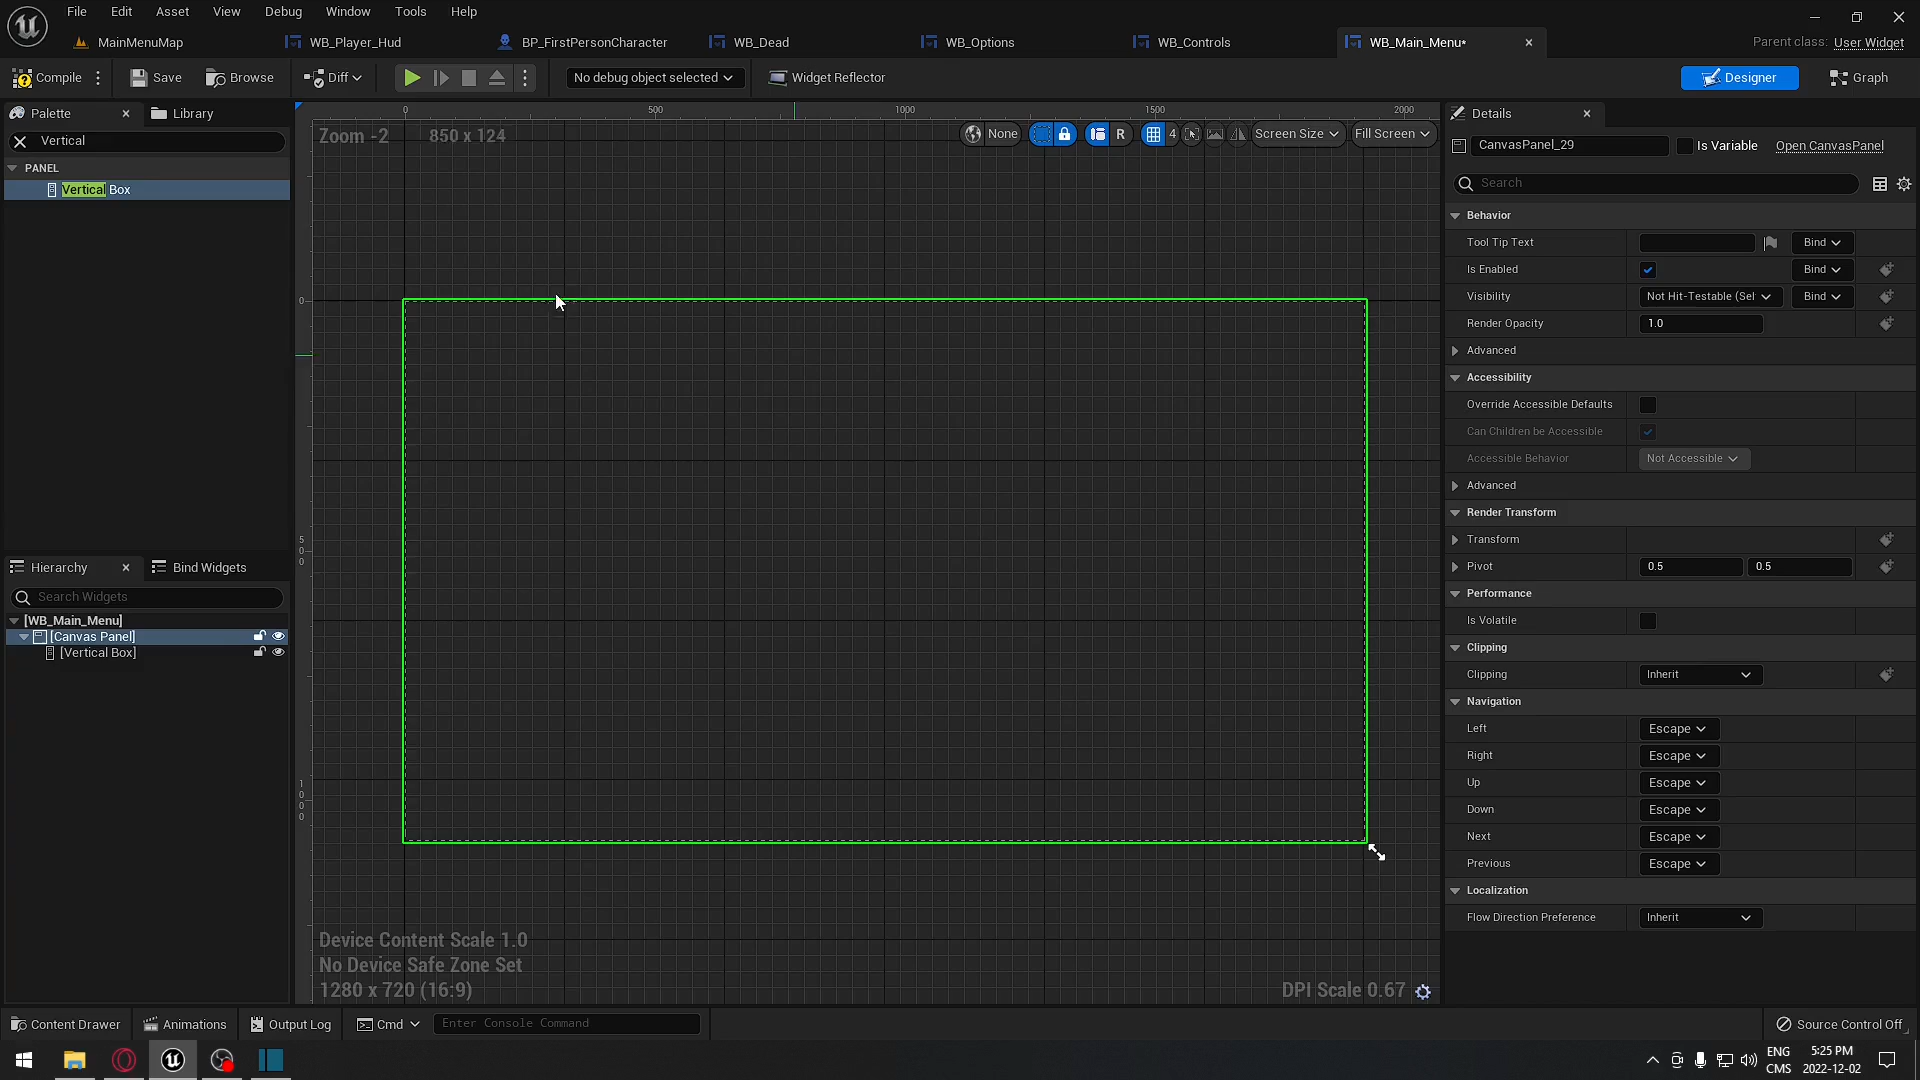 File Edit Asset View Debug Window Tools Help
MainMenuMap WB_Player_Hud BP_FirstPersonCharacter WB_Dead WB_Options WB_Controls WB_Main_Menu*
Parent class: User Widget
Compile Save Browse Diff No debug object selected Widget Reflector Designer Graph
Palette Library
Vertical
PANEL
Vertical Box
Hierarchy Bind Widgets
Search Widgets
[WB_Main_Menu]
[Canvas Panel]
[Vertical Box]
0 500 1000 1500 2000
Zoom -2 850 x 124
None R 4 Screen Size Fill Screen
0
5
0
0
1
0
0
0
Device Content Scale 1.0
No Device Safe Zone Set
1280 x 720 (16:9)
DPI Scale 0.67
Details
CanvasPanel_29 Is Variable Open CanvasPanel
Search
Behavior
Tool Tip Text Bind
Is Enabled Bind
Visibility Not Hit-Testable (Sel Bind
Render Opacity 1.0
Advanced
Accessibility
Override Accessible Defaults
Can Children be Accessible
Accessible Behavior Not Accessible
Advanced
Render Transform
Transform
Pivot 0.5 0.5
Performance
Is Volatile
Clipping
Clipping Inherit
Navigation
Left Escape
Right Escape
Up Escape
Down Escape
Next Escape
Previous Escape
Localization
Flow Direction Preference Inherit
Content Drawer Animations Output Log Cmd Enter Console Command Source Control Off
ENG
CMS
5:25 PM
2022-12-02